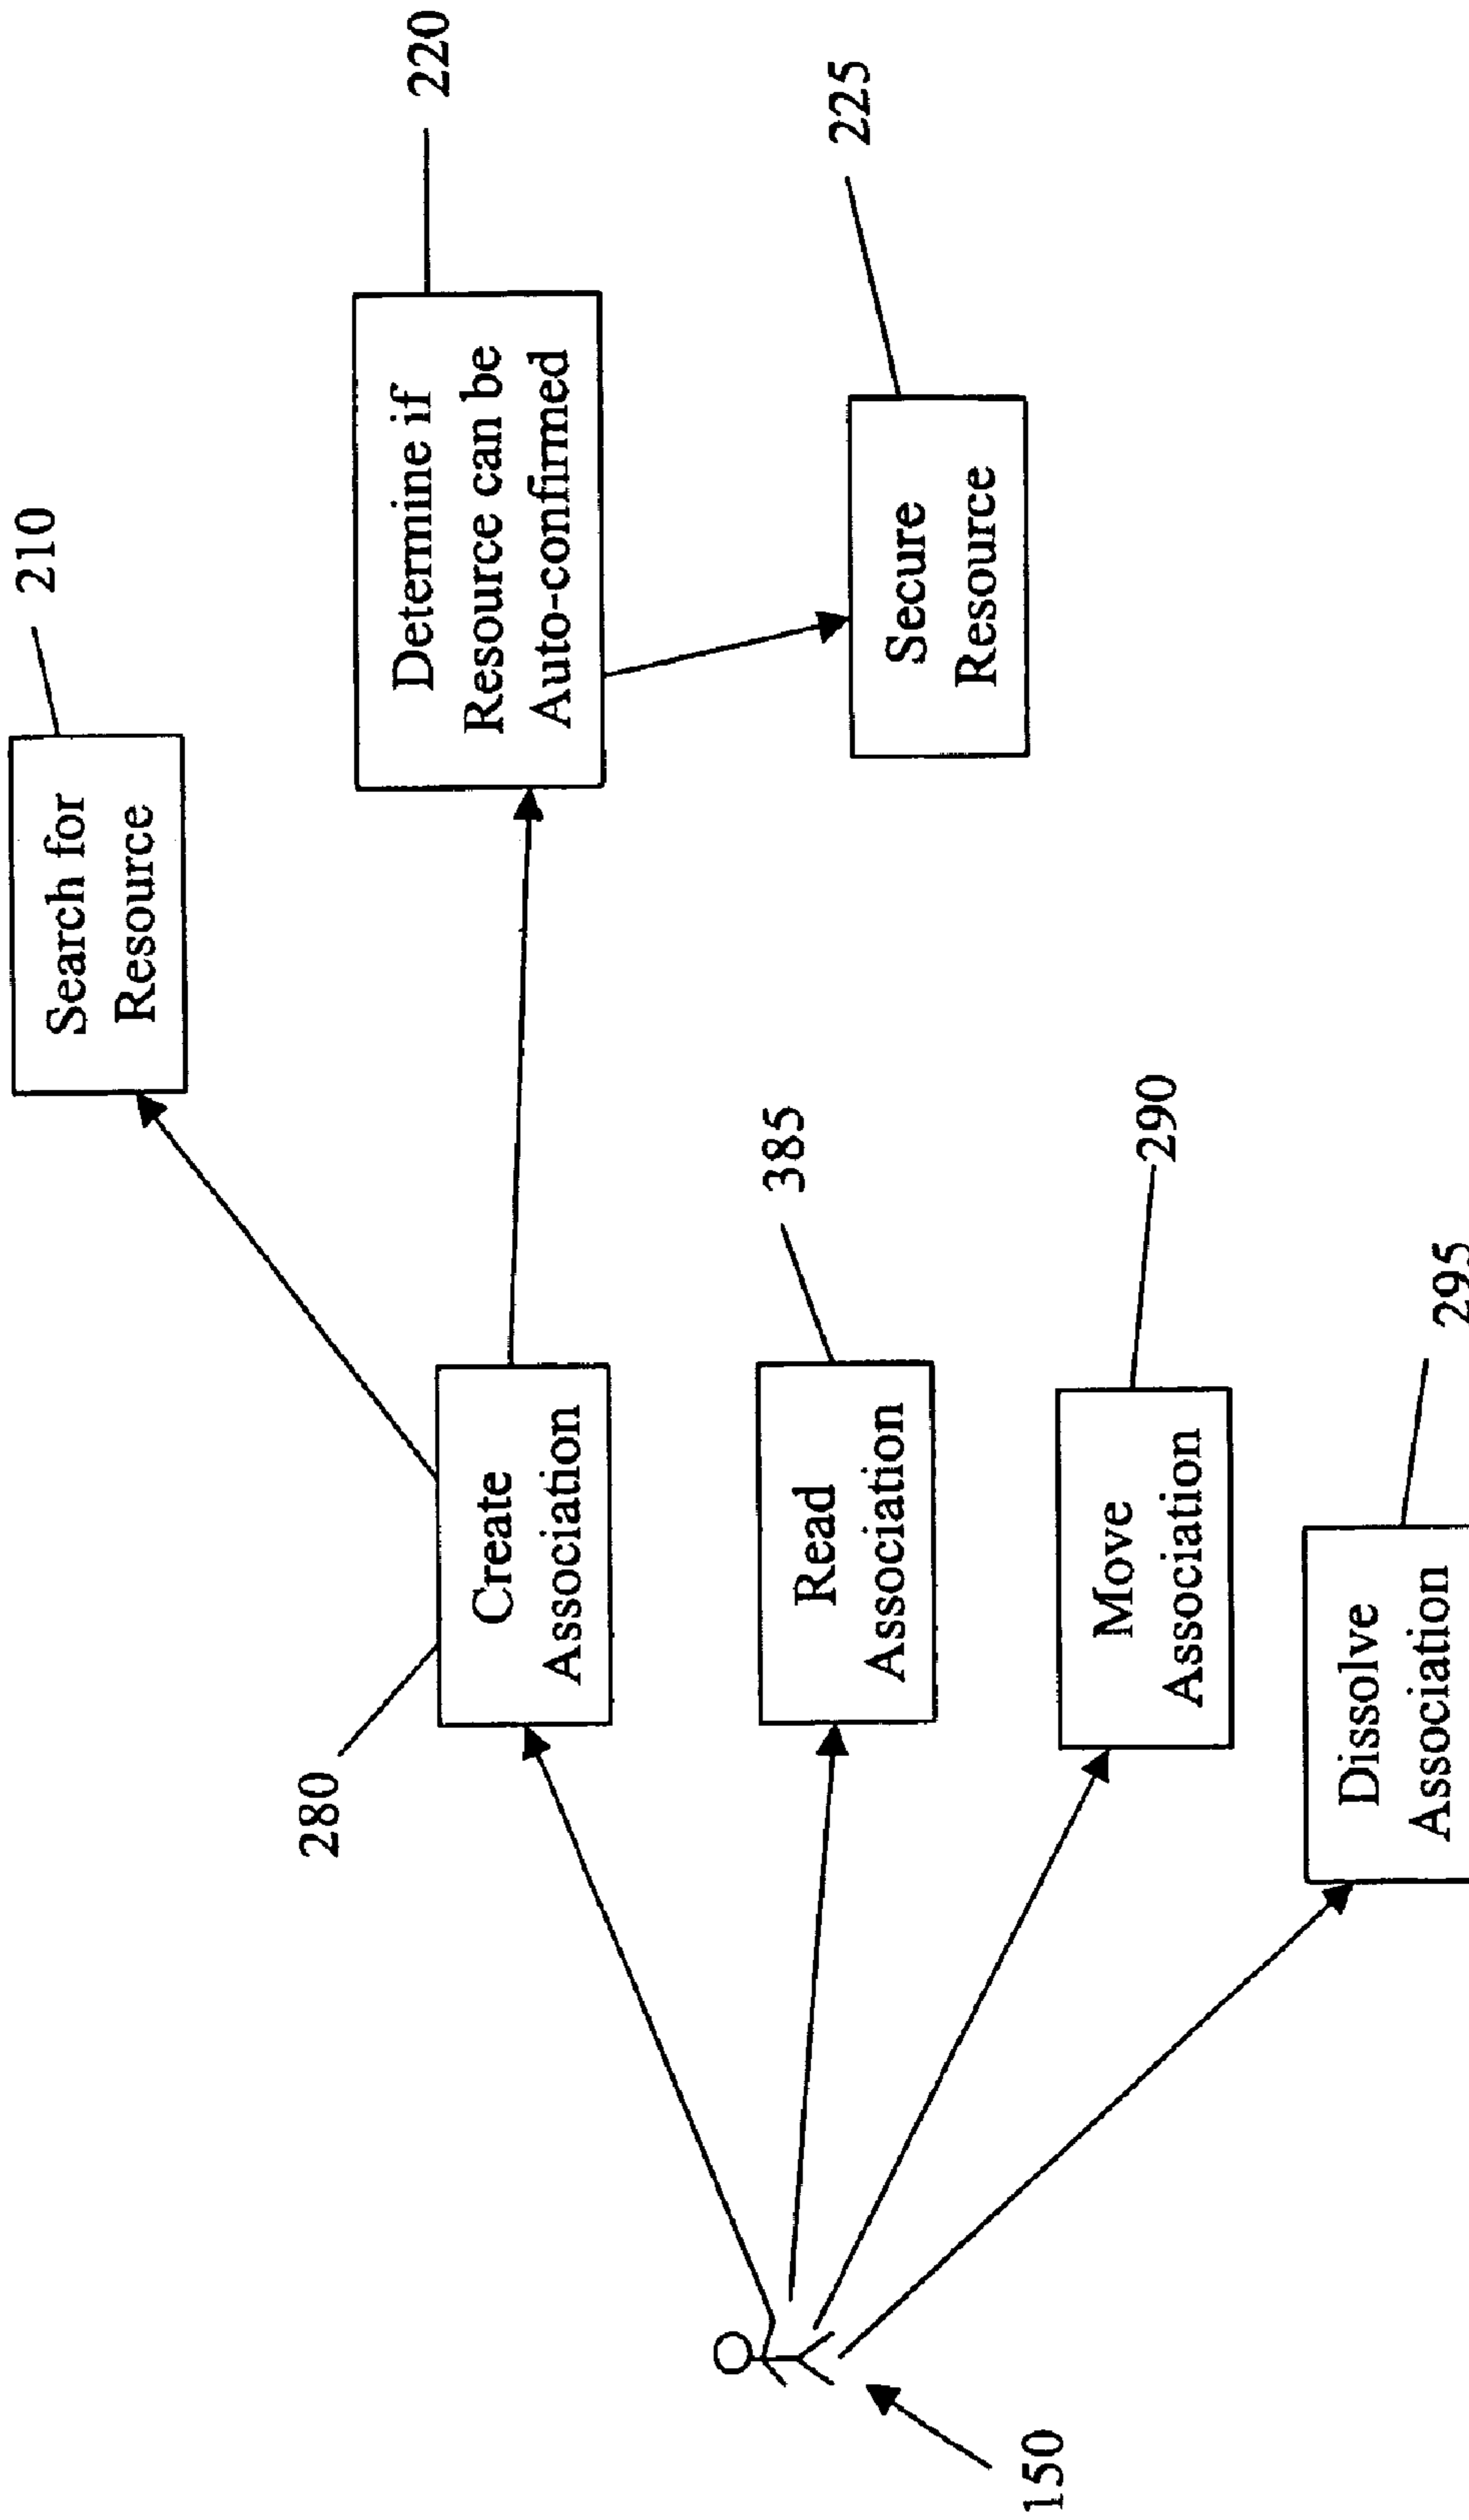 210
Search for
Resource
220
Determine if
Resource can be
Auto-confirmed
280
Create
Association
225
Secure
Resource
385
Read
Association
290
Move
Association
295
Dissolve
Association
150